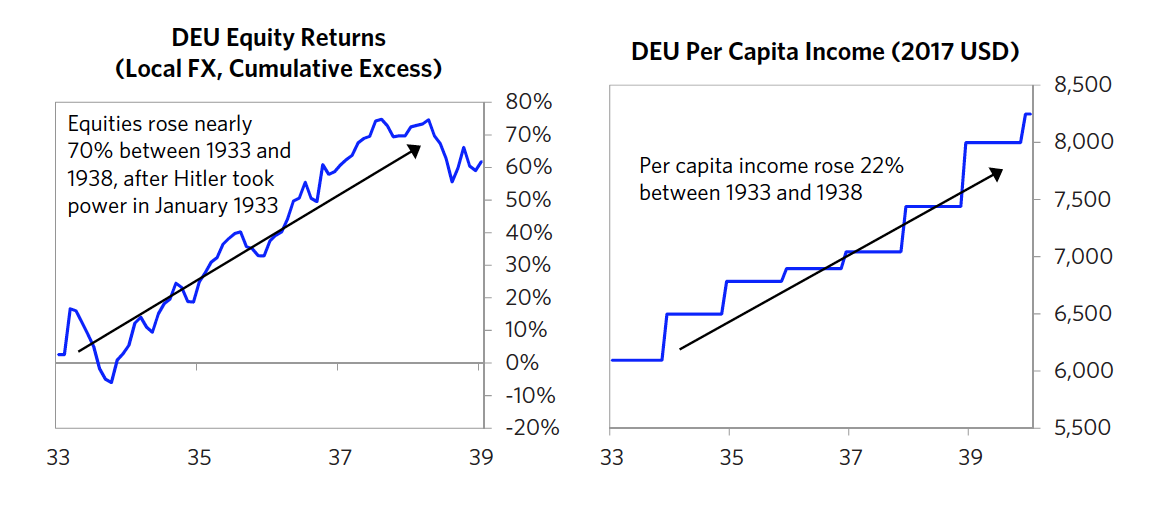 DEU Equity Returns
(Local FX, Cumulative Excess)
Equities rose nearly
70% between 1933 and
1938, after Hitler took
power in January 1933
80%
70%
60%
50%
40%
30%
20%
10%
0%
-10%
-20%
33
35
37
39
DEU Per Capita Income (2017 USD)
Per capita income rose 22%
between 1933 and 1938
8,500
8,000
7,500
7,000
6,500
6,000
5,500
33
35
37
39